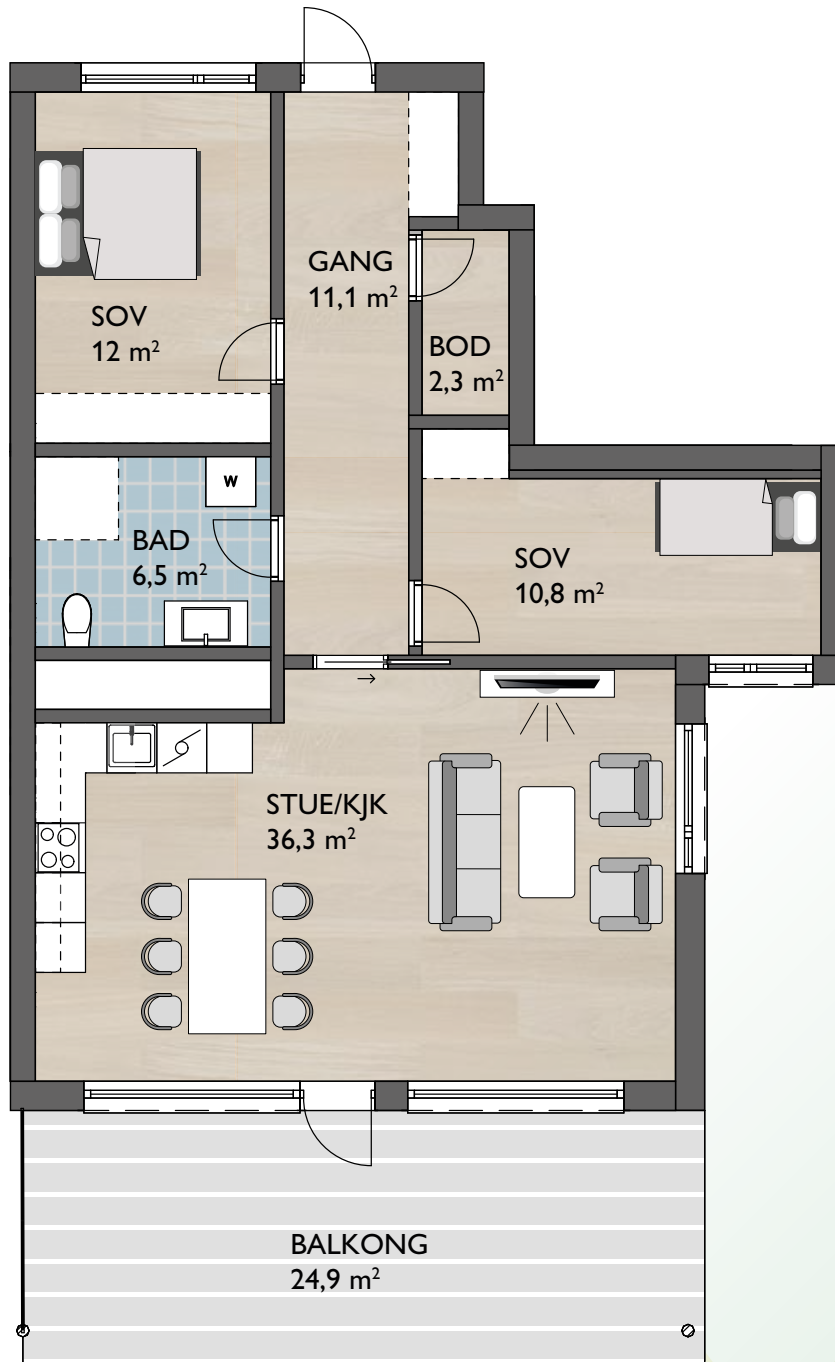 GANG
11,1 m²
SOV
12 m²
BOD
2,3 m²
W
BAD
6,5 m²
SOV
10,8 m²
STUE/KJK
36,3 m²
BALKONG
24,9 m²